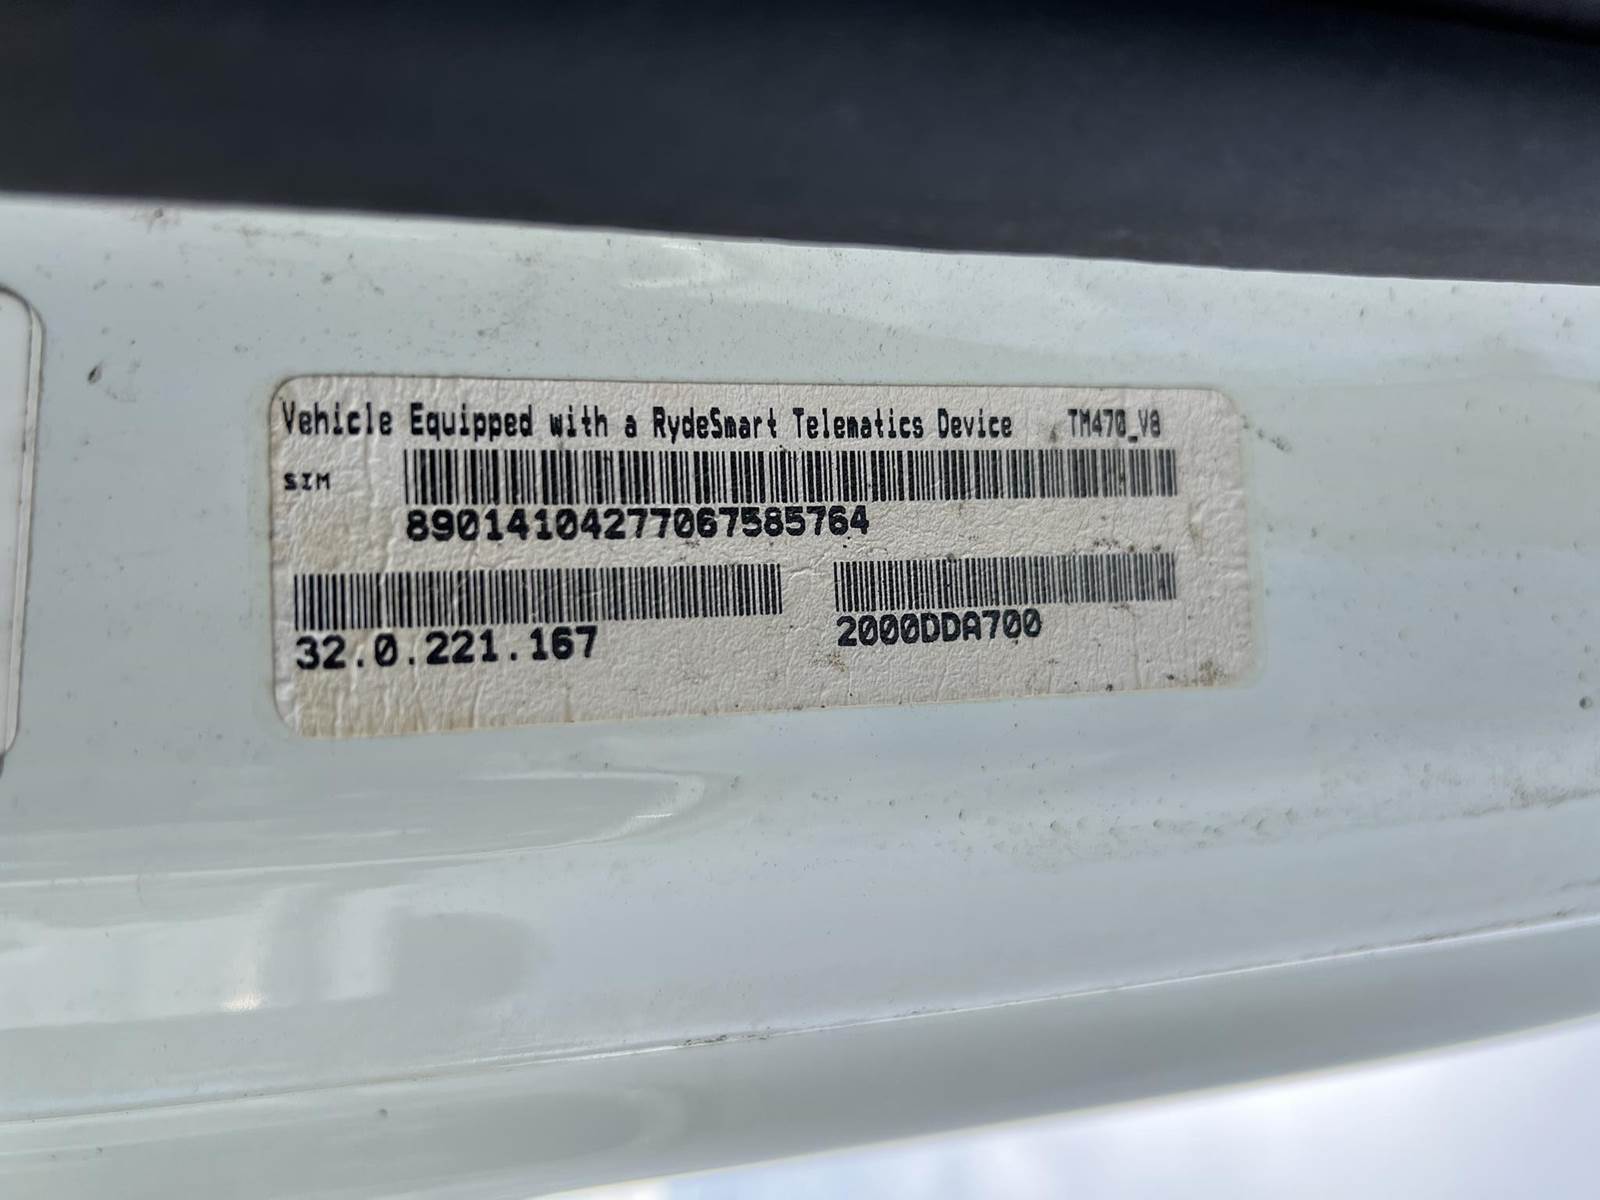 Vehicle Equipped with a RydeSmart Telematics Device TM470_V8
SIM
89014104277067585764
32.0.221.167
2000DDA700